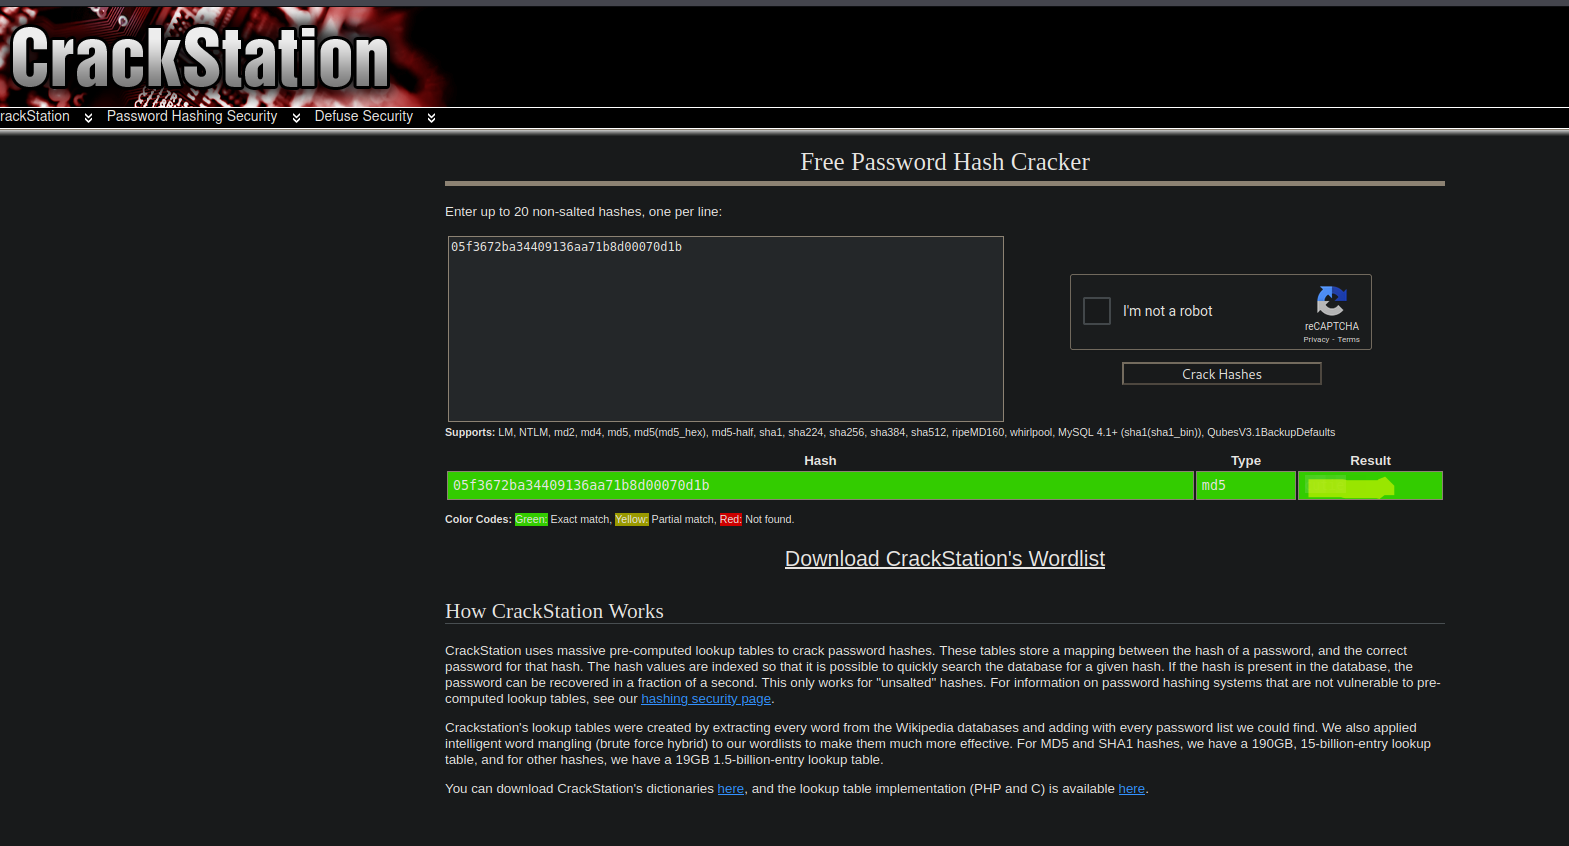 CrackStation
rackStation Password Hashing Security Defuse Security
Free Password Hash Cracker
Enter up to 20 non-salted hashes, one per line:
05f3672ba34409136aa71b8d00070d1b
I'm not a robot
reCAPTCHA
Privacy - Terms
Crack Hashes
Supports: LM, NTLM, md2, md4, md5, md5(md5_hex), md5-half, sha1, sha224, sha256, sha384, sha512, ripeMD160, whirlpool, MySQL 4.1+ (sha1(sha1_bin)), QubesV3.1BackupDefaults
Hash Type Result
05f3672ba34409136aa71b8d00070d1b md5
Color Codes: Green: Exact match, Yellow: Partial match, Red: Not found.
Download CrackStation's Wordlist
How CrackStation Works
CrackStation uses massive pre-computed lookup tables to crack password hashes. These tables store a mapping between the hash of a password, and the correct
password for that hash. The hash values are indexed so that it is possible to quickly search the database for a given hash. If the hash is present in the database, the
password can be recovered in a fraction of a second. This only works for "unsalted" hashes. For information on password hashing systems that are not vulnerable to pre-
computed lookup tables, see our hashing security page.
Crackstation's lookup tables were created by extracting every word from the Wikipedia databases and adding with every password list we could find. We also applied
intelligent word mangling (brute force hybrid) to our wordlists to make them much more effective. For MD5 and SHA1 hashes, we have a 190GB, 15-billion-entry lookup
table, and for other hashes, we have a 19GB 1.5-billion-entry lookup table.
You can download CrackStation's dictionaries here, and the lookup table implementation (PHP and C) is available here.